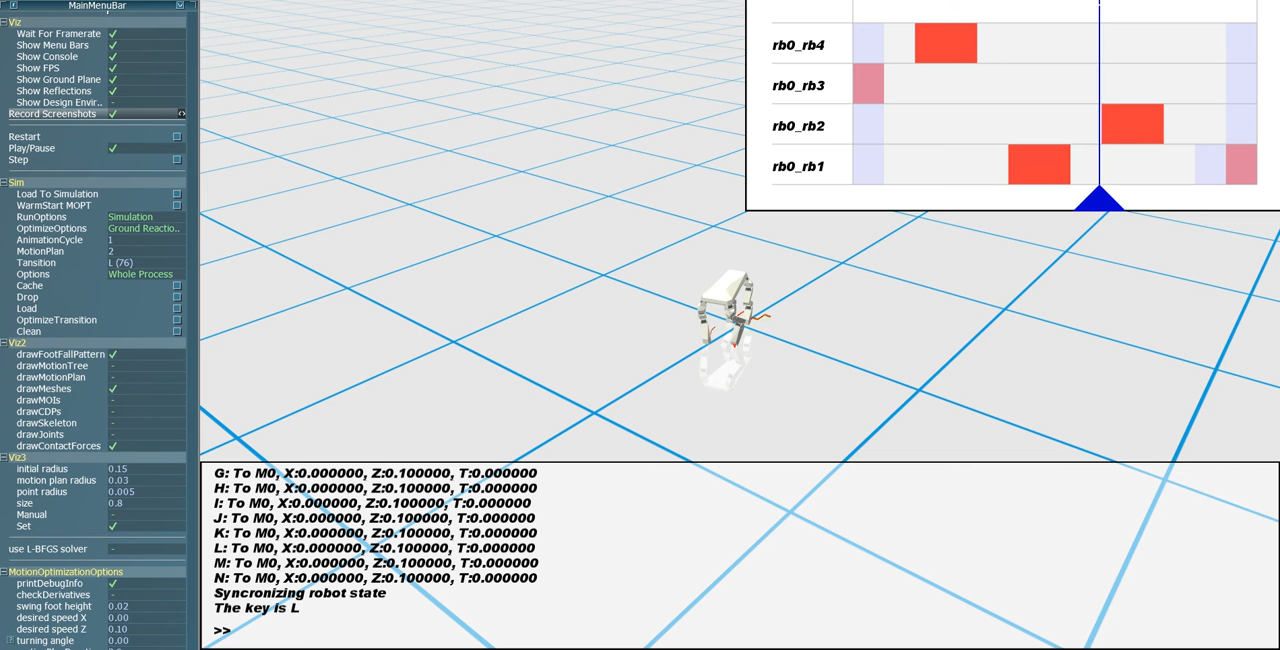 MainMenuBar
Viz
Wait For Framerate
Show Menu Bars
Show Console
Show FPS
Show Ground Plane
Show Reflections
Show Design Envir..
Record Screenshots
Restart
Play/Pause
Step
Sim
Load To Simulation
WarmStart MOPT
RunOptions Simulation
OptimizeOptions Ground Reactio..
AnimationCycle 1
MotionPlan 2
Transition L (76)
Options Whole Process
Cache
Drop
Load
OptimizeTransition
Clean
Viz2
drawFootFallPattern
drawMotionTree
drawMotionPlan
drawMeshes
drawMOIs
drawCDPs
drawSkeleton
drawJoints
drawContactForces
Viz3
initial radius 0.15
motion plan radius 0.03
point radius 0.005
size 0.8
Manual
Set
use L-BFGS solver
MotionOptimizationOptions
printDebugInfo
checkDerivatives
swing foot height 0.02
desired speed X 0.00
desired speed Z 0.10
turning angle 0.00
rb0_rb4
rb0_rb3
rb0_rb2
rb0_rb1
G: To M0, X:0.000000, Z:0.100000, T:0.000000
H: To M0, X:0.000000, Z:0.100000, T:0.000000
I: To M0, X:0.000000, Z:0.100000, T:0.000000
J: To M0, X:0.000000, Z:0.100000, T:0.000000
K: To M0, X:0.000000, Z:0.100000, T:0.000000
L: To M0, X:0.000000, Z:0.100000, T:0.000000
M: To M0, X:0.000000, Z:0.100000, T:0.000000
N: To M0, X:0.000000, Z:0.100000, T:0.000000
Syncronizing robot state
The key is L
>>